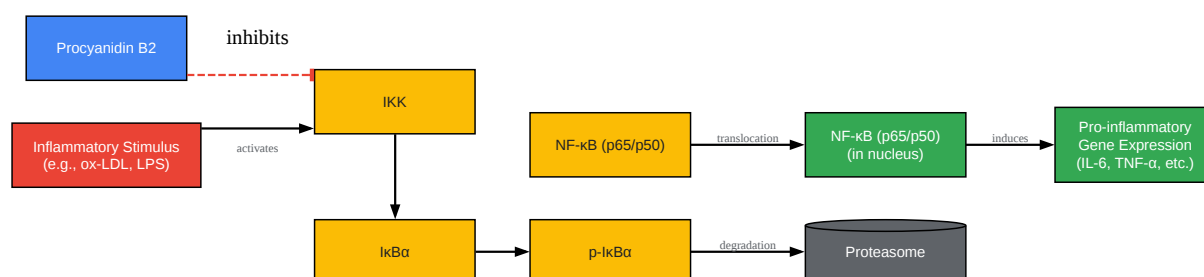 Procyanidin B2
inhibits
IKK
Inflammatory Stimulus
(e.g., ox-LDL, LPS)
activates
NF-κB (p65/p50)
translocation
NF-κB (p65/p50)
(in nucleus)
induces
Pro-inflammatory
Gene Expression
(IL-6, TNF-α, etc.)
IκBα
p-IκBα
degradation
Proteasome